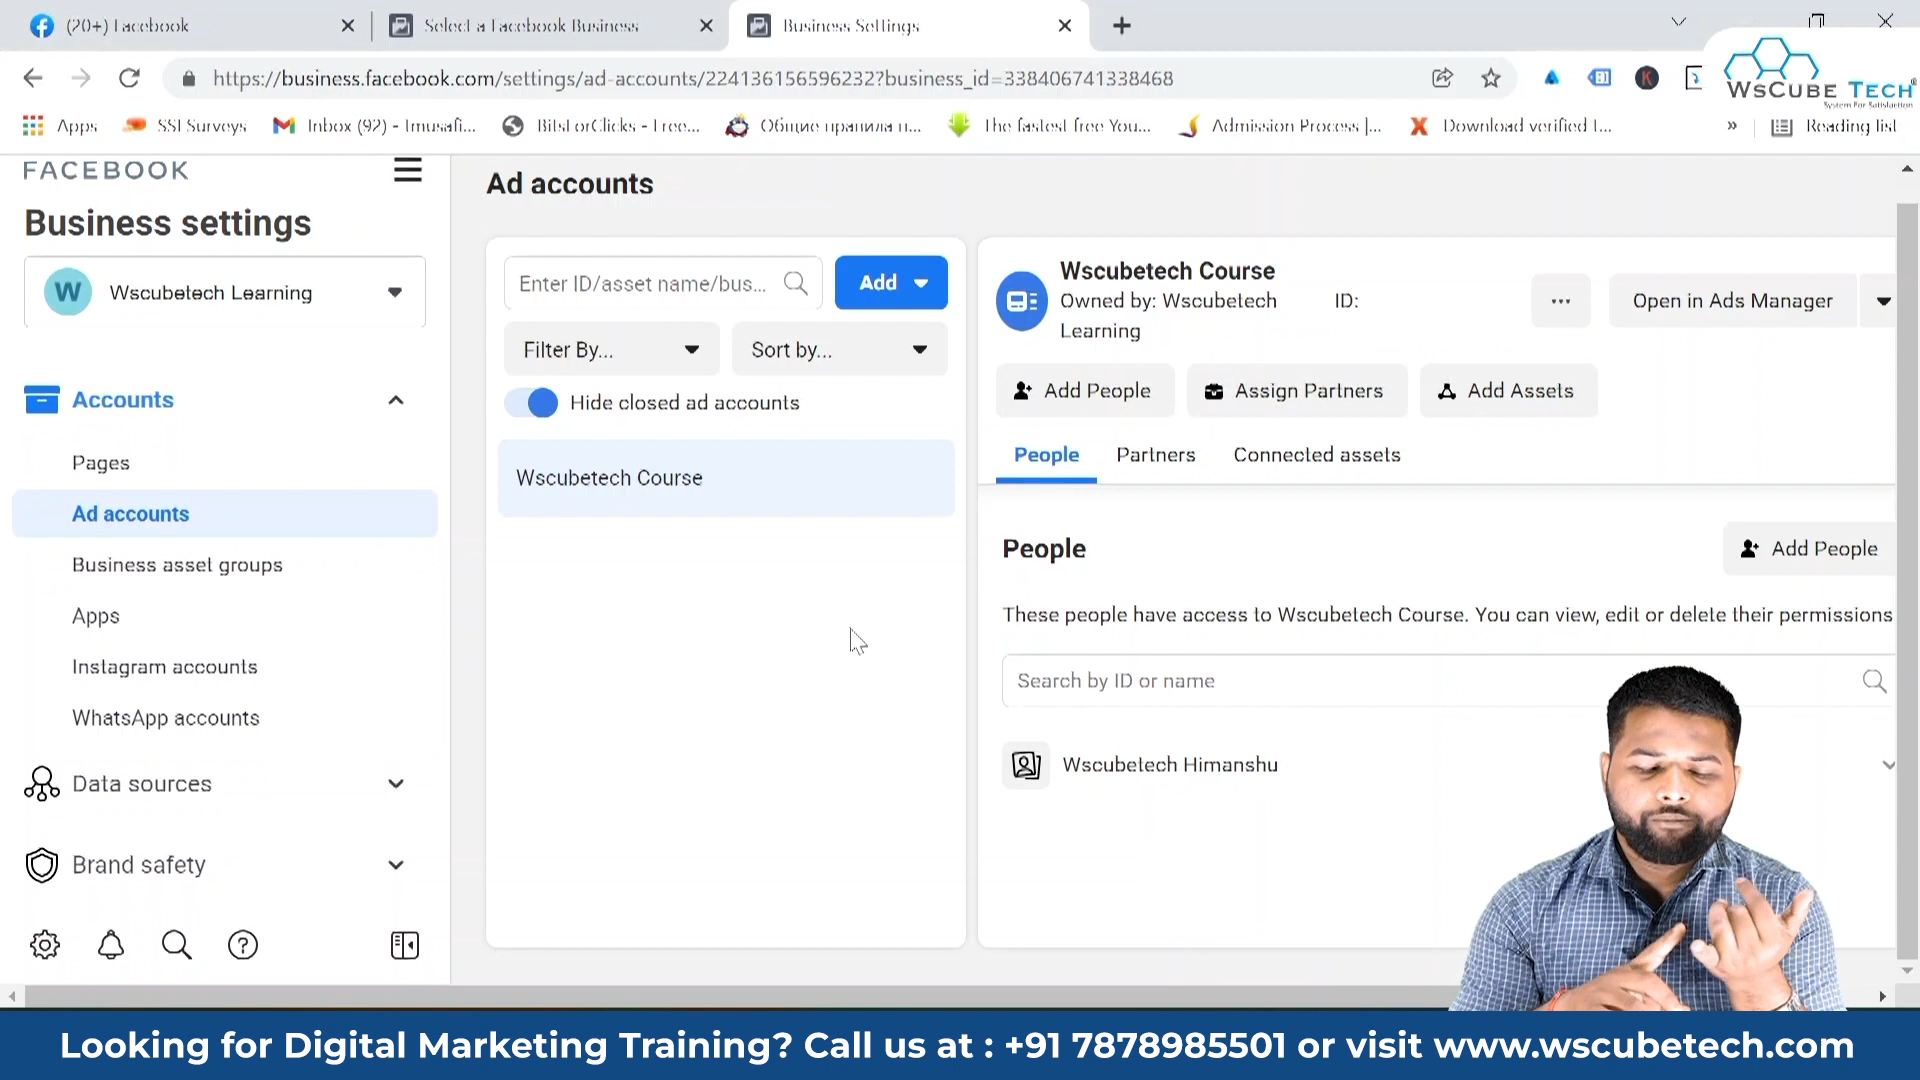 (20+) Facebook
Select a Facebook Business
Business Settings
https://business.facebook.com/settings/ad-accounts/224136156596232?business_id=338406741338468
WSCUBE TECH
System For Satisfaction
Apps
SSI Surveys
Inbox (92) - 
BitsForClicks - Free...
Общие правила п...
The fastest free You...
Admission Process |...
Download verified t...
»
Reading list
FACEBOOK
Business settings
W
Wscubetech Learning
Accounts
Pages
Ad accounts
Business asset groups
Apps
Instagram accounts
WhatsApp accounts
Data sources
Brand safety
Ad accounts
Enter ID/asset name/bus...
Add
Filter By...
Sort by...
Hide closed ad accounts
Wscubetech Course
Wscubetech Course
Owned by: Wscubetech
Learning
ID:
...
Open in Ads Manager
Add People
Assign Partners
Add Assets
People
Partners
Connected assets
People
Add People
These people have access to Wscubetech Course. You can view, edit or delete their permissions
Search by ID or name
Wscubetech Himanshu
Looking for Digital Marketing Training? Call us at : +91 7878985501 or visit www.wscubetech.com